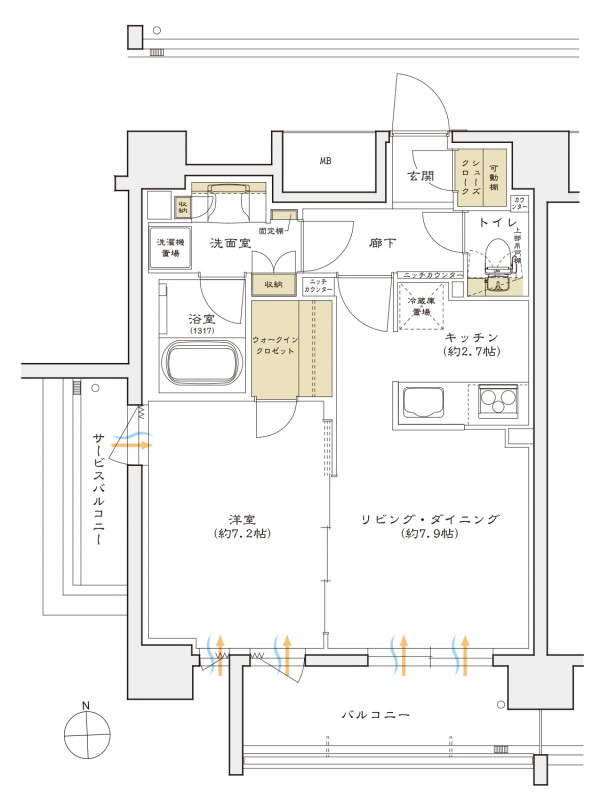 MB
玄関
シューズ
クローク
可動棚
カウ
ンター
トイレ
上部吊戸棚
収納
固定棚
洗濯機
置場
洗面室
廊下
収納
ニッチ
カウンター
ニッチカウンター
浴室
(1317)
冷蔵庫
置場
ウォークイン
クロゼット
キッチン
(約2.7帖)
サービスバルコニー
洋室
(約7.2帖)
リビング・ダイニング
(約7.9帖)
バルコニー
N